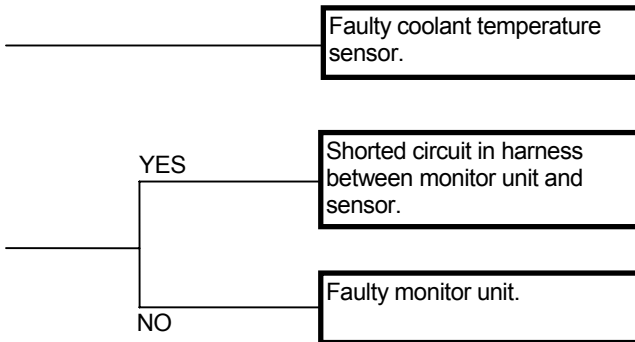 Faulty coolant temperature
sensor.
YES
Shorted circuit in harness
between monitor unit and
sensor.
Faulty monitor unit.
NO